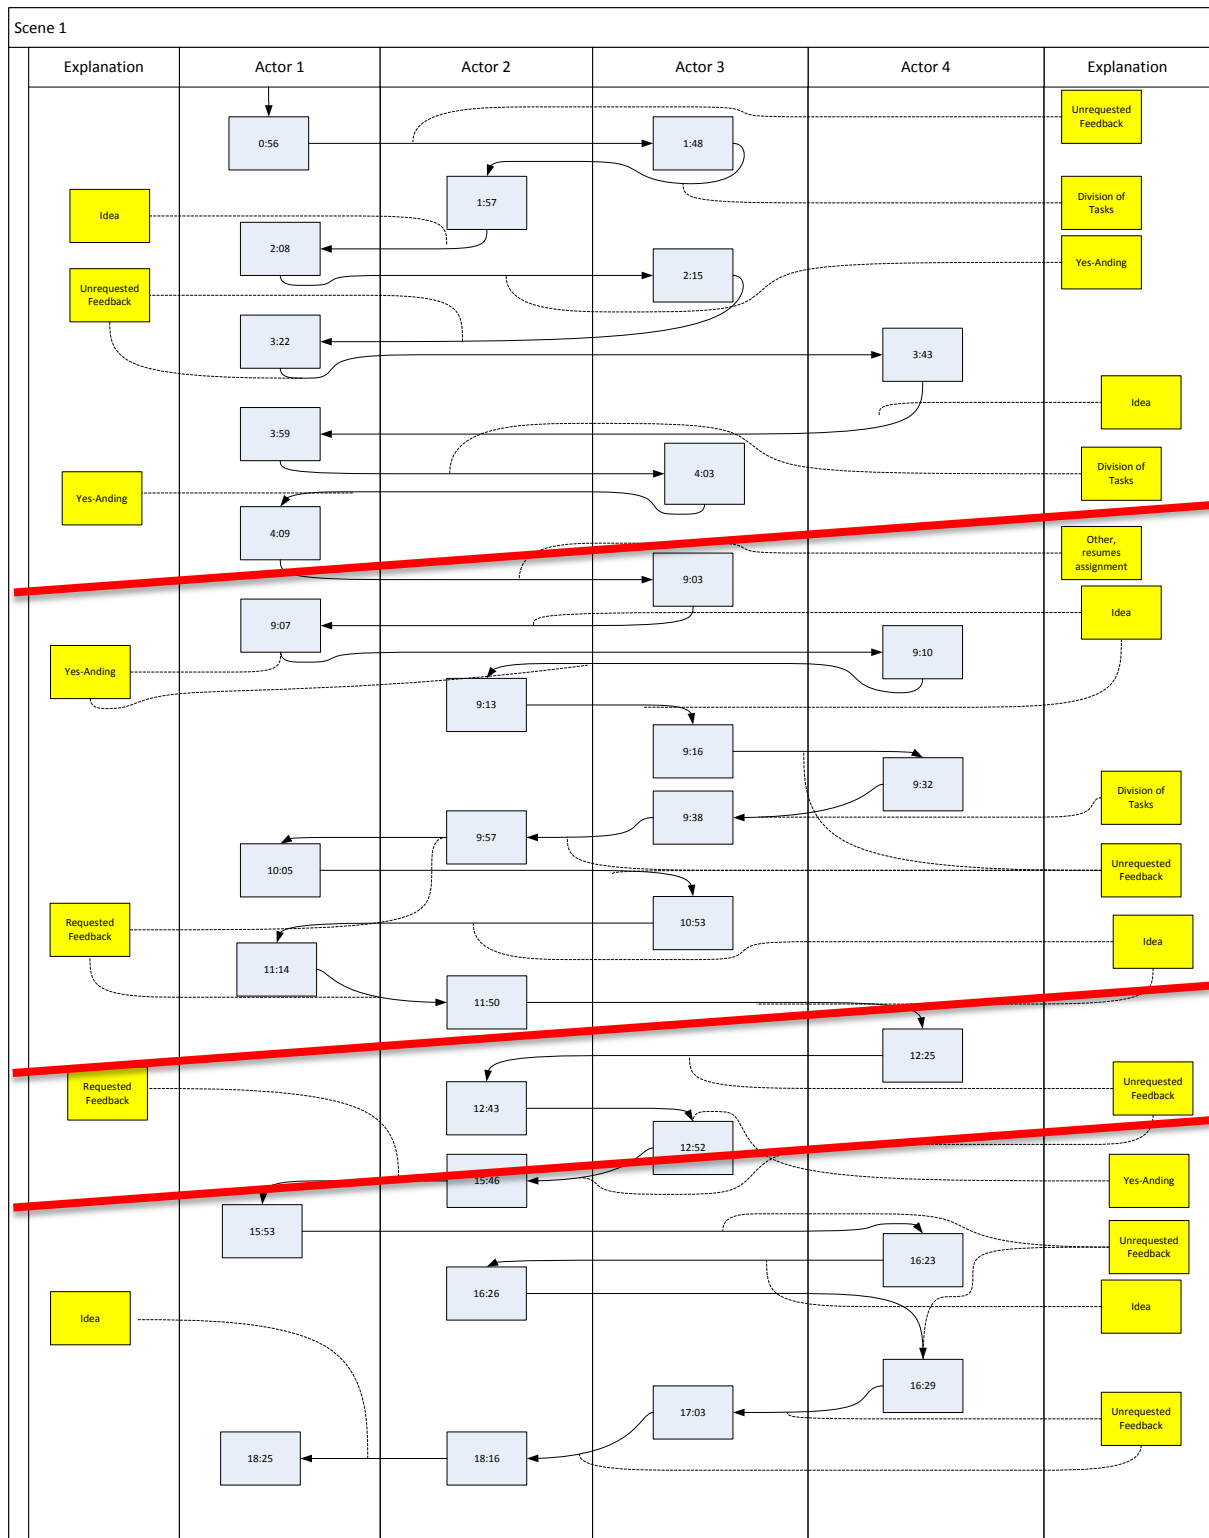 Scene 1
Explanation
Actor 1
Actor 2
Actor 3
Actor 4
Explanation
Unrequested
Feedback
0:56
1:48
1:57
Idea
Division of
Tasks
2:08
Yes-Anding
2:15
Unrequested
Feedback
3:22
3:43
Idea
3:59
4:03
Division of
Tasks
Yes-Anding
4:09
Other,
resumes
assignment
9:03
9:07
Idea
9:10
Yes-Anding
9:13
9:16
9:32
Division of
Tasks
9:38
9:57
10:05
Unrequested
Feedback
Requested
Feedback
10:53
Idea
11:14
11:50
12:25
Requested
Feedback
Unrequested
Feedback
12:43
12:52
15:46
Yes-Anding
15:53
Unrequested
Feedback
16:23
16:26
Idea
Idea
16:29
17:03
Unrequested
Feedback
18:25
18:16